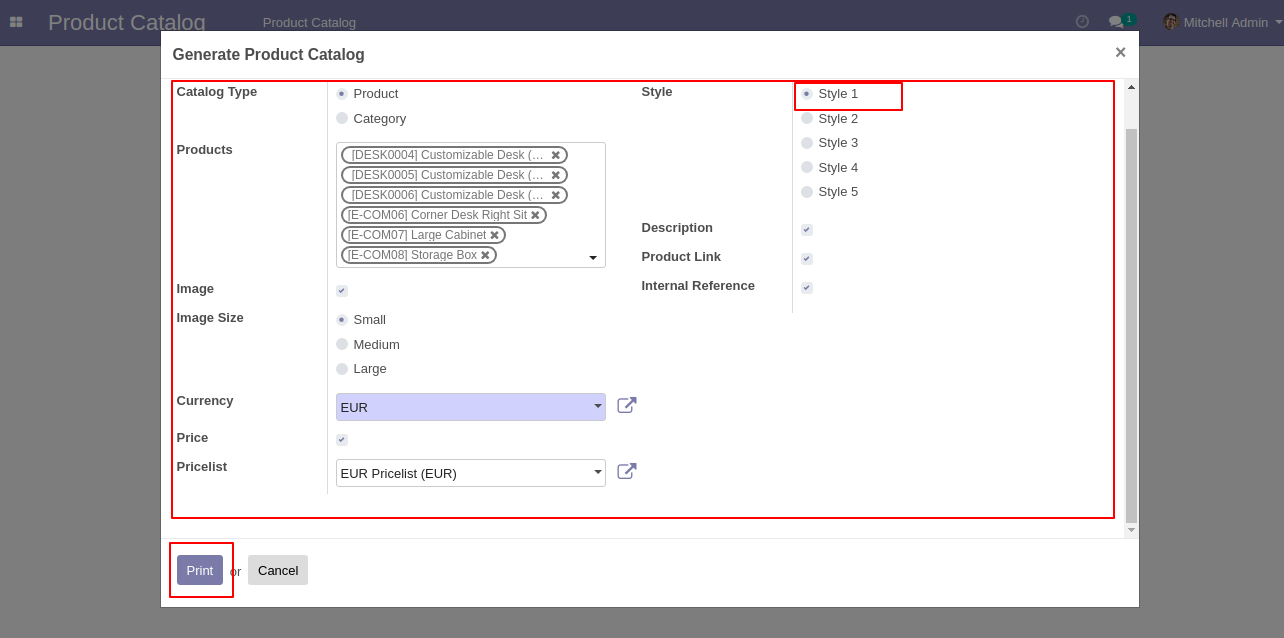 Product Catalog
Product Catalog
1
Mitchell Admin
Generate Product Catalog
×
Catalog Type
Product
Category
Products
[DESK0004] Customizable Desk (…
[DESK0005] Customizable Desk (…
[DESK0006] Customizable Desk (…
[E-COM06] Corner Desk Right Sit
[E-COM07] Large Cabinet
[E-COM08] Storage Box
Image
Image Size
Small
Medium
Large
Currency
EUR
Price
Pricelist
EUR Pricelist (EUR)
Style
Style 1
Style 2
Style 3
Style 4
Style 5
Description
Product Link
Internal Reference
Print or Cancel